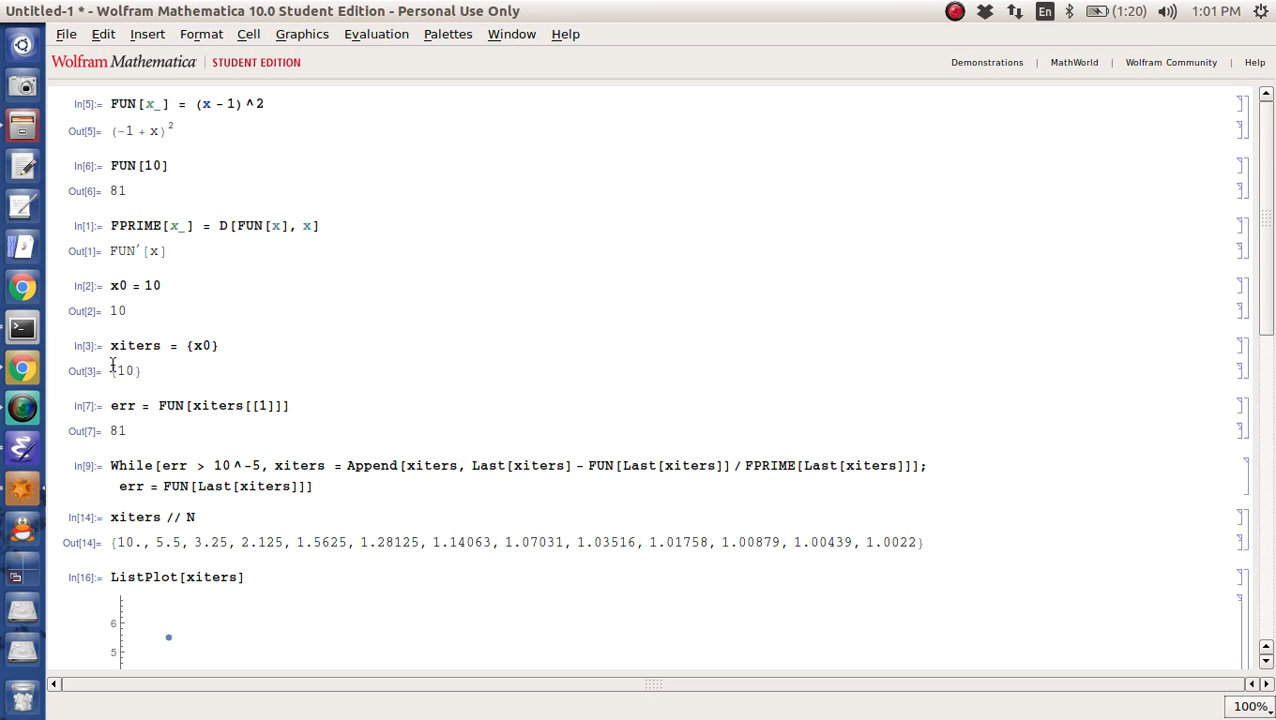 Untitled-1 * - Wolfram Mathematica 10.0 Student Edition - Personal Use Only
En (1:20) 1:01 PM
File Edit Insert Format Cell Graphics Evaluation Palettes Window Help
Wolfram Mathematica STUDENT EDITION Demonstrations | MathWorld | Wolfram Community | Help
In[5]:= FUN[x_] = (x - 1)^2
Out[5]= (-1 + x)²
In[6]:= FUN[10]
Out[6]= 81
In[1]:= FPRIME[x_] = D[FUN[x], x]
Out[1]= FUN′[x]
In[2]:= x0 = 10
Out[2]= 10
In[3]:= xiters = {x0}
Out[3]= {10}
In[7]:= err = FUN[xiters[[1]]]
Out[7]= 81
In[9]:= While[err > 10^-5, xiters = Append[xiters, Last[xiters] - FUN[Last[xiters]] / FPRIME[Last[xiters]]];
err = FUN[Last[xiters]]]
In[14]:= xiters // N
Out[14]= {10., 5.5, 3.25, 2.125, 1.5625, 1.28125, 1.14063, 1.07031, 1.03516, 1.01758, 1.00879, 1.00439, 1.0022}
In[16]:= ListPlot[xiters]
6
5
100%